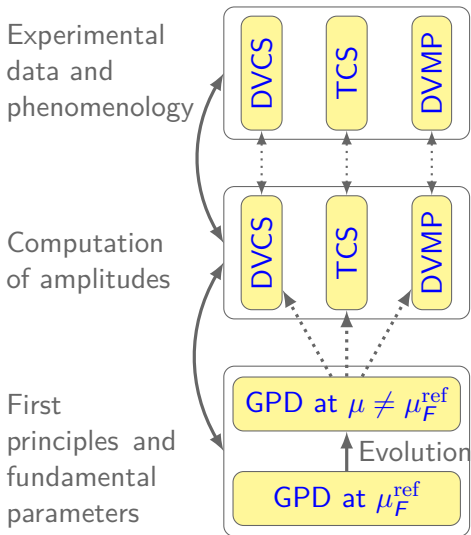 Experimental
data and
phenomenology
DVCS
TCS
DVMP
Computation
of amplitudes
DVCS
TCS
DVMP
First
principles and
fundamental
parameters
GPD at μ ≠ μ_F^ref
Evolution
GPD at μ_F^ref